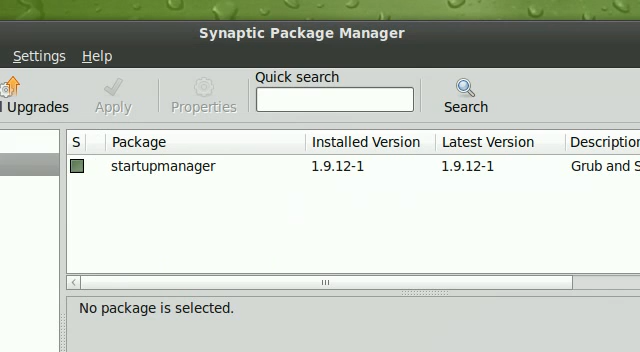 Synaptic Package Manager
Settings Help
Quick search
l Upgrades Apply Properties Search
S Package Installed Version Latest Version Description
startupmanager 1.9.12-1 1.9.12-1 Grub and S
No package is selected.